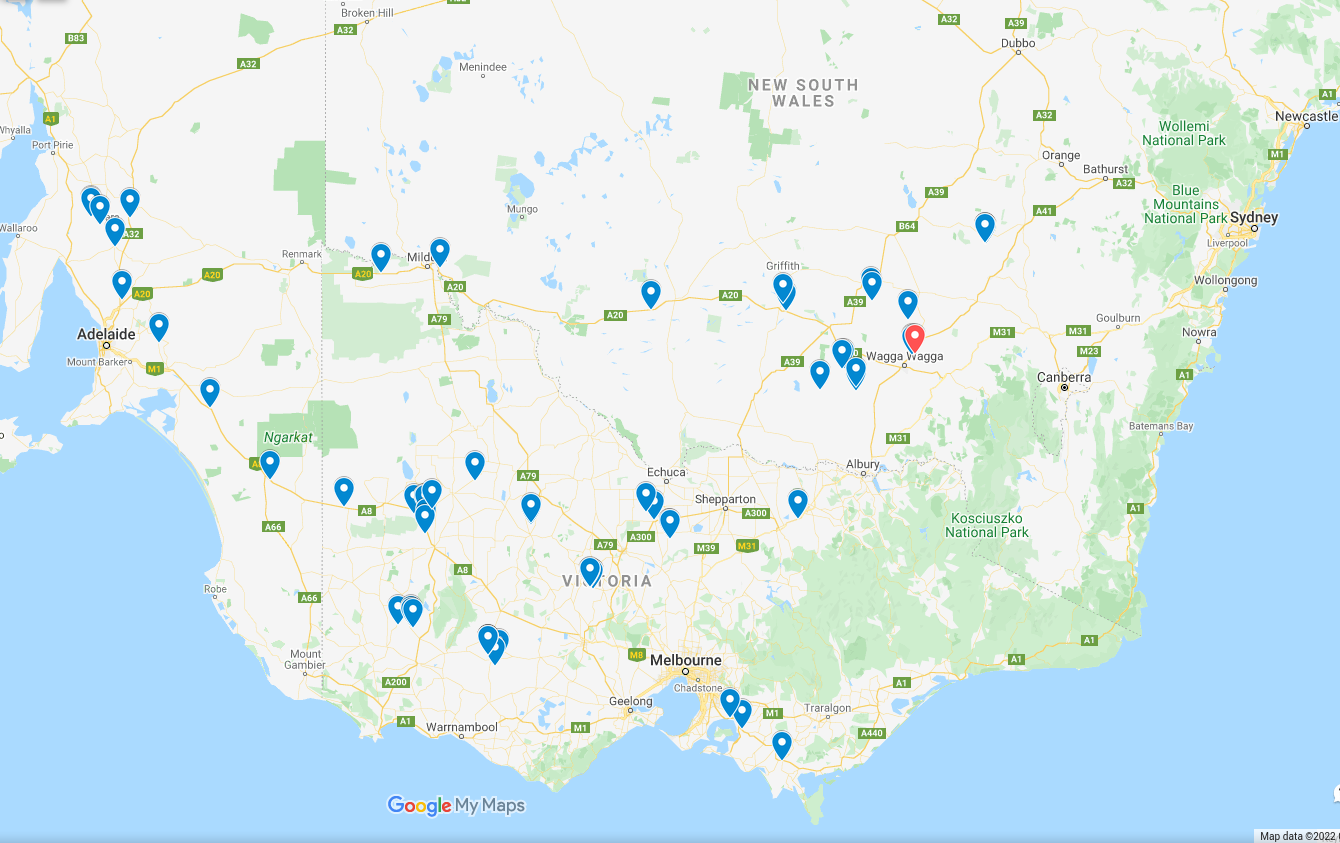 Broken Hill
A32
A32
A39
B83
A32
Dubbo
A32
Menindee
NEW SOUTH
WALES
A1
A1
A32
Newcastle
Whyalla
Port Pirie
Wollemi
National Park
M1
Orange
Bathurst
A32
A39
Blue
Mountains
National Park
Mungo
A41
Sydney
Wallaroo
A32
B64
Liverpool
Renmark
Griffith
A20
A20
A20
A20
A20
A39
Wollongong
A79
A20
Goulburn
Adelaide
M31
M31
Nowra
Mount Barker
M23
Wagga Wagga
A39
M1
Canberra
A1
Batemans Bay
Ngarkat
M31
Albury
Echuca
A79
Shepparton
A8
A300
A1
A66
Kosciuszko
National Park
A300
A79
M39
M31
A8
VICTORIA
Robe
A66
A1
Mount
Gambier
M8
Melbourne
A1
A200
Chadstone
A1
Geelong
Traralgon
M1
A1
Warrnambool
M1
A440
Google My Maps
Map data ©2022